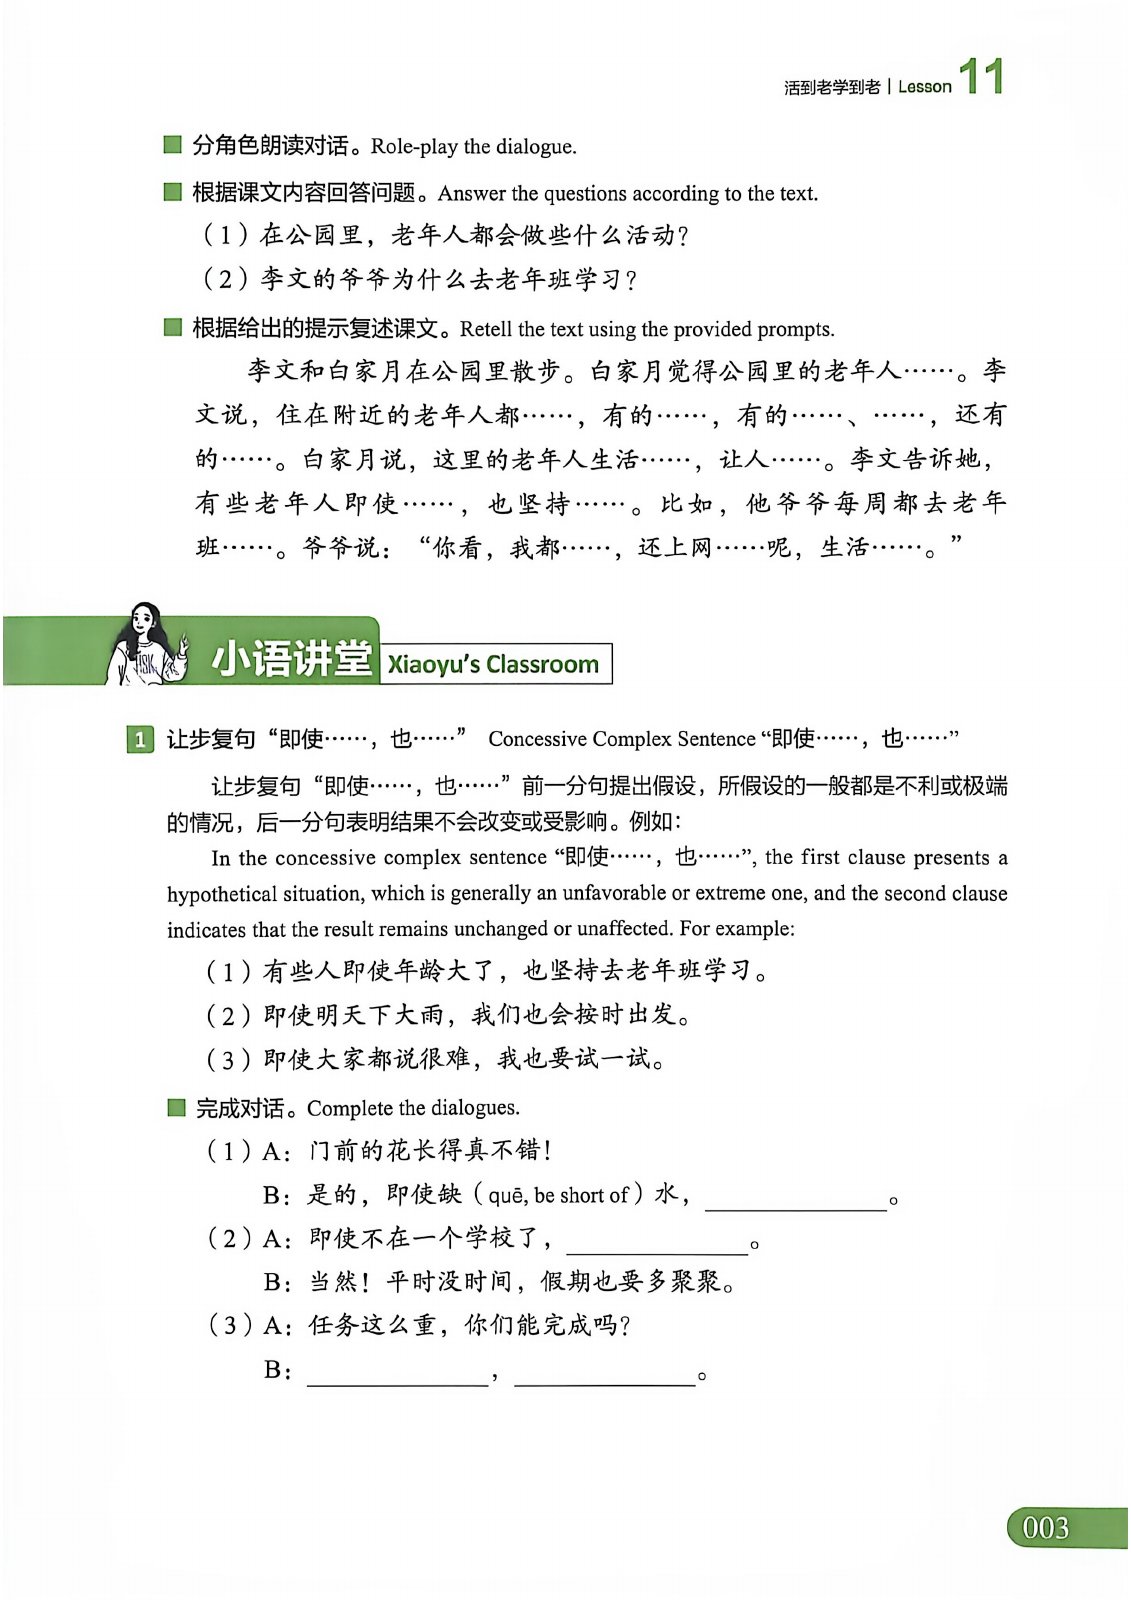 活到老学到老 | Lesson 11
■ 分角色朗读对话。Role-play the dialogue.
■ 根据课文内容回答问题。Answer the questions according to the text.
（1）在公园里，老年人都会做些什么活动？
（2）李文的爷爷为什么去老年班学习？
■ 根据给出的提示复述课文。Retell the text using the provided prompts.
李文和白家月在公园里散步。白家月觉得公园里的老年人……。李
文说，住在附近的老年人都……，有的……，有的……、……，还有
的……。白家月说，这里的老年人生活……，让人……。李文告诉她，
有些老年人即使……，也坚持……。比如，他爷爷每周都去老年
班……。爷爷说：“你看，我都……，还上网……呢，生活……。”
小语讲堂 Xiaoyu's Classroom
1 让步复句“即使……，也……” Concessive Complex Sentence “即使……，也……”
让步复句“即使……，也……”前一分句提出假设，所假设的一般都是不利或极端
的情况，后一分句表明结果不会改变或受影响。例如：
In the concessive complex sentence “即使……，也……”, the first clause presents a
hypothetical situation, which is generally an unfavorable or extreme one, and the second clause
indicates that the result remains unchanged or unaffected. For example:
（1）有些人即使年龄大了，也坚持去老年班学习。
（2）即使明天下大雨，我们也会按时出发。
（3）即使大家都说很难，我也要试一试。
■ 完成对话。Complete the dialogues.
（1）A：门前的花长得真不错！
B：是的，即使缺（quē, be short of）水，______________。
（2）A：即使不在一个学校了，______________。
B：当然！平时没时间，假期也要多聚聚。
（3）A：任务这么重，你们能完成吗？
B：______________，______________。
003